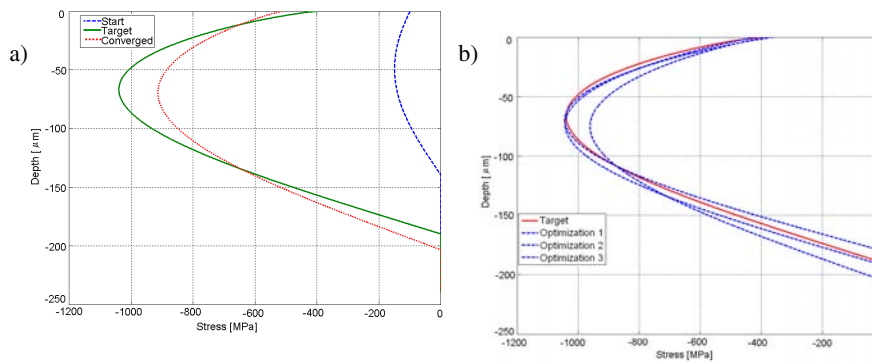 a)
Start
Target
Converged
0
-50
-100
-150
-200
-250
Depth [μm]
-1200
-1000
-800
-600
-400
-200
0
Stress [MPa]
b)
0
-50
-100
-150
-200
-250
Depth [μm]
Target
Optimization 1
Optimization 2
Optimization 3
-1200
-1000
-800
-600
-400
-200
Stress [MPa]